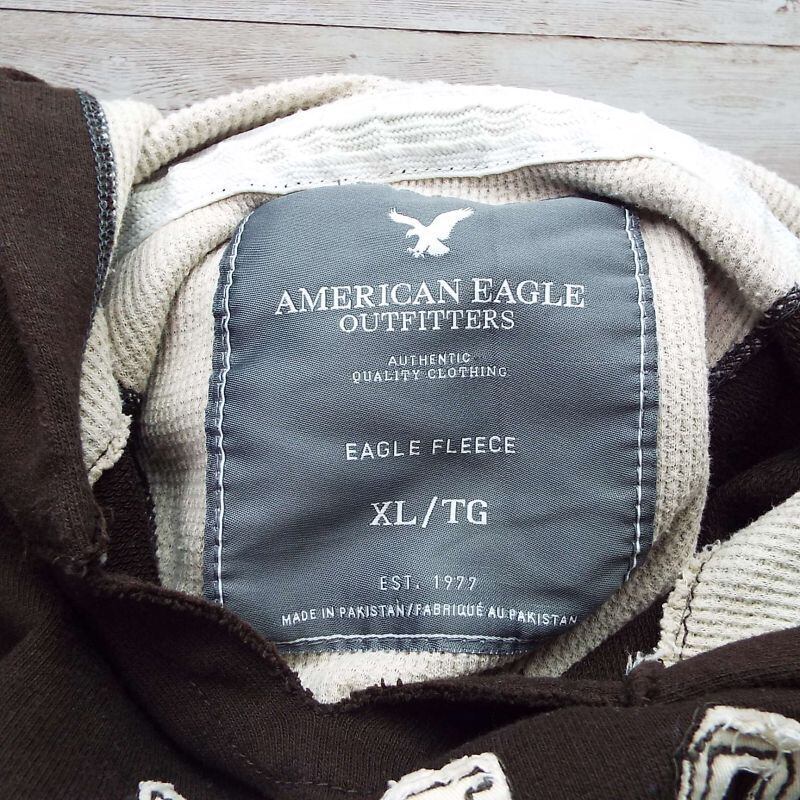 AMERICAN EAGLE
OUTFITTERS
AUTHENTIC
QUALITY CLOTHING
EAGLE FLEECE
XL/TG
EST. 1977
MADE IN PAKISTAN/FABRIQUÉ AU PAKISTAN